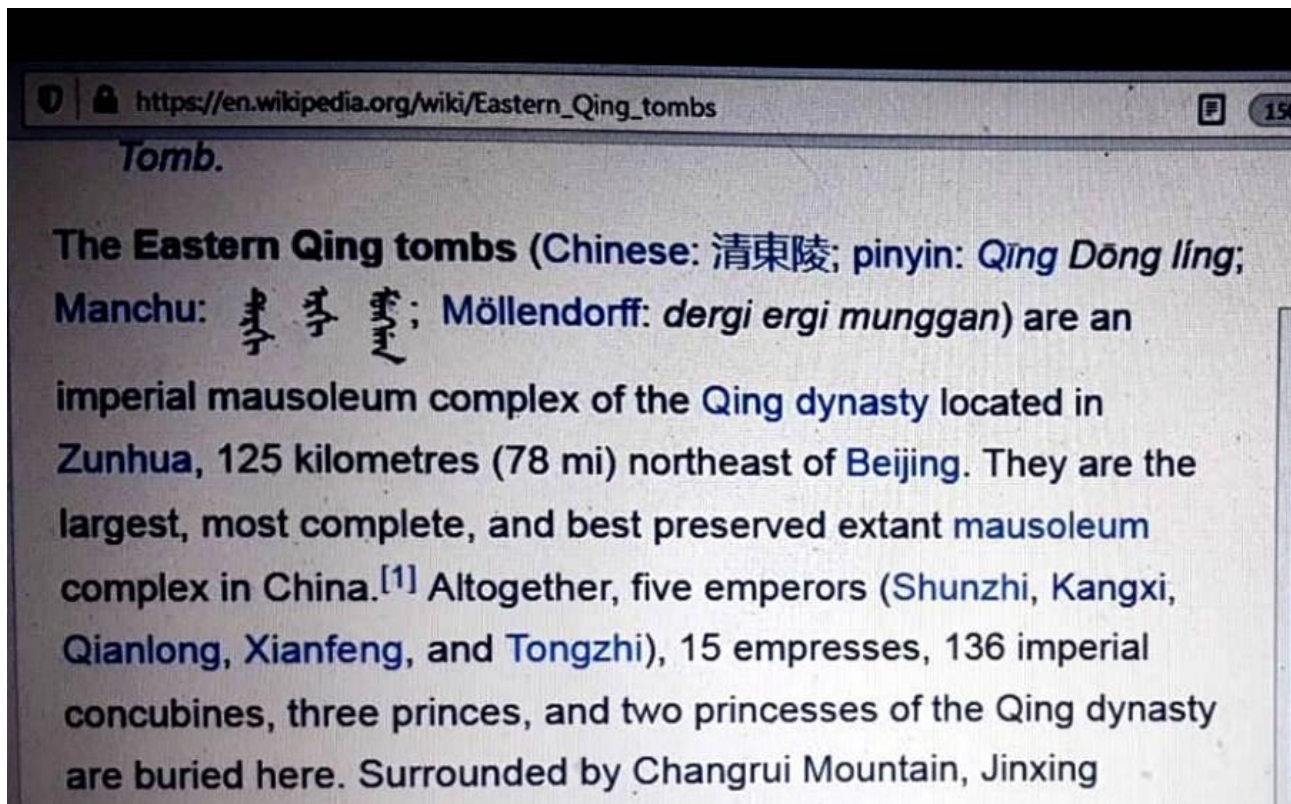 https://en.wikipedia.org/wiki/Eastern_Qing_tombs 
Tomb.
The Eastern Qing tombs (Chinese: 清東陵; pinyin: Qīng Dōng líng;
Manchu: ; Möllendorff: dergi ergi munggan) are an
imperial mausoleum complex of the Qing dynasty located in
Zunhua, 125 kilometres (78 mi) northeast of Beijing. They are the
largest, most complete, and best preserved extant mausoleum
complex in China.[1] Altogether, five emperors (Shunzhi, Kangxi,
Qianlong, Xianfeng, and Tongzhi), 15 empresses, 136 imperial
concubines, three princes, and two princesses of the Qing dynasty
are buried here. Surrounded by Changrui Mountain, Jinxing